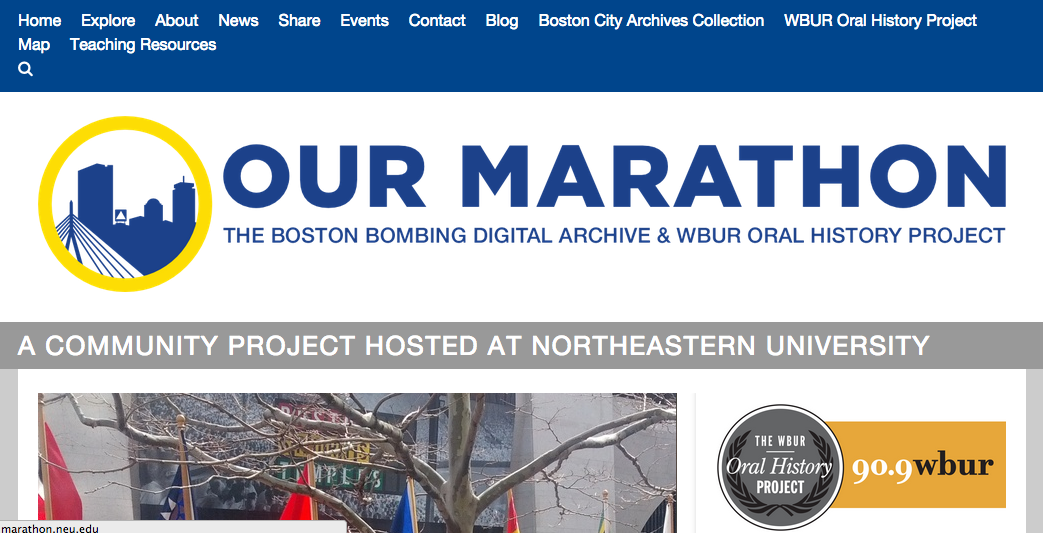 Home Explore About News Share Events Contact Blog Boston City Archives Collection WBUR Oral History Project
Map Teaching Resources
OUR MARATHON
THE BOSTON BOMBING DIGITAL ARCHIVE & WBUR ORAL HISTORY PROJECT
A COMMUNITY PROJECT HOSTED AT NORTHEASTERN UNIVERSITY
THE WBUR
Oral History
PROJECT
90.9wbur
marathon.neu.edu